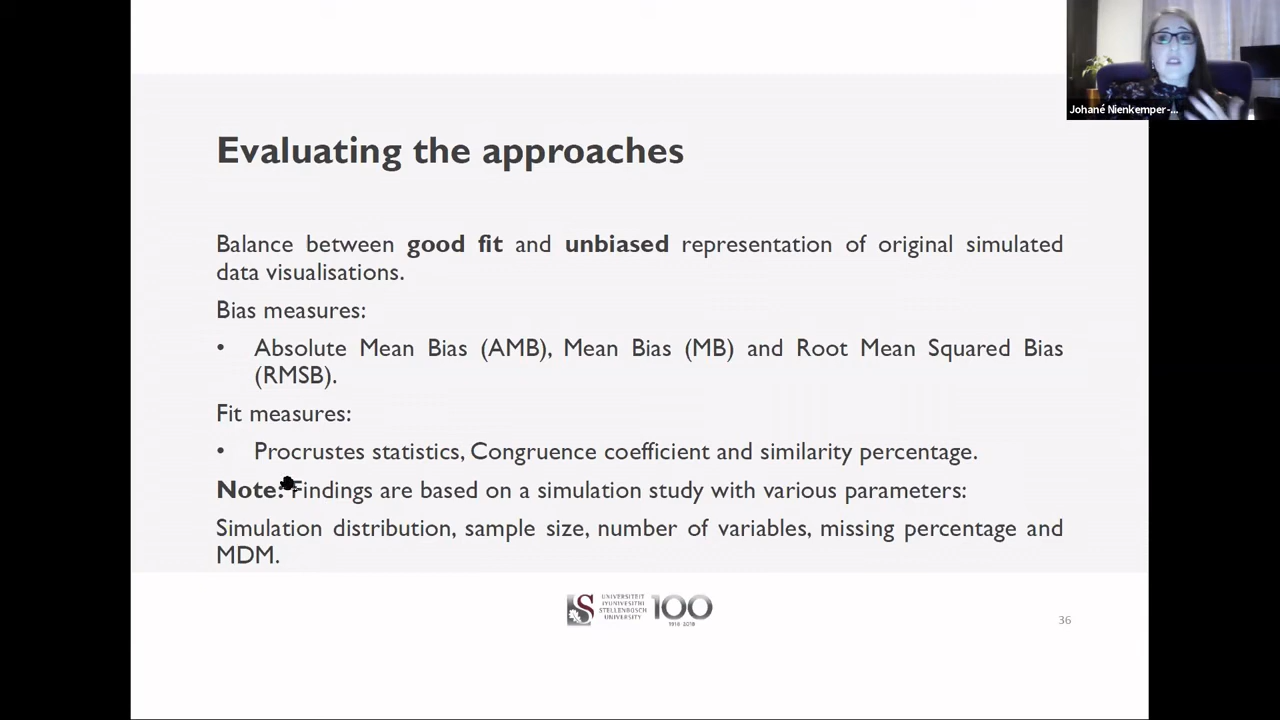 Johané Nienkemper-...
Evaluating the approaches
Balance between good fit and unbiased representation of original simulated
data visualisations.
Bias measures:
• Absolute Mean Bias (AMB), Mean Bias (MB) and Root Mean Squared Bias
(RMSB).
Fit measures:
• Procrustes statistics, Congruence coefficient and similarity percentage.
Note: Findings are based on a simulation study with various parameters:
Simulation distribution, sample size, number of variables, missing percentage and
MDM.
UNIVERSITEIT
IYUNIVESITHI
STELLENBOSCH
UNIVERSITY
100
1918·2018
36